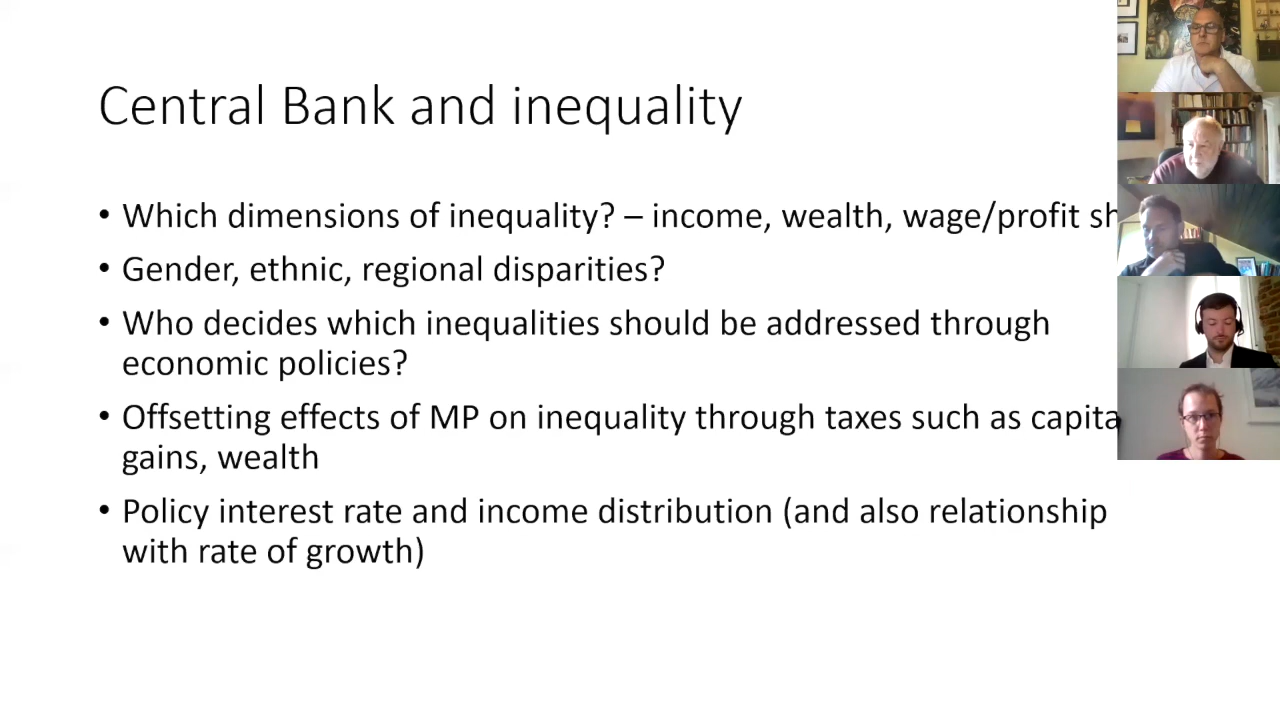 Central Bank and inequality
• Which dimensions of inequality? – income, wealth, wage/profit sh
• Gender, ethnic, regional disparities?
• Who decides which inequalities should be addressed through
economic policies?
• Offsetting effects of MP on inequality through taxes such as capita
gains, wealth
• Policy interest rate and income distribution (and also relationship
with rate of growth)